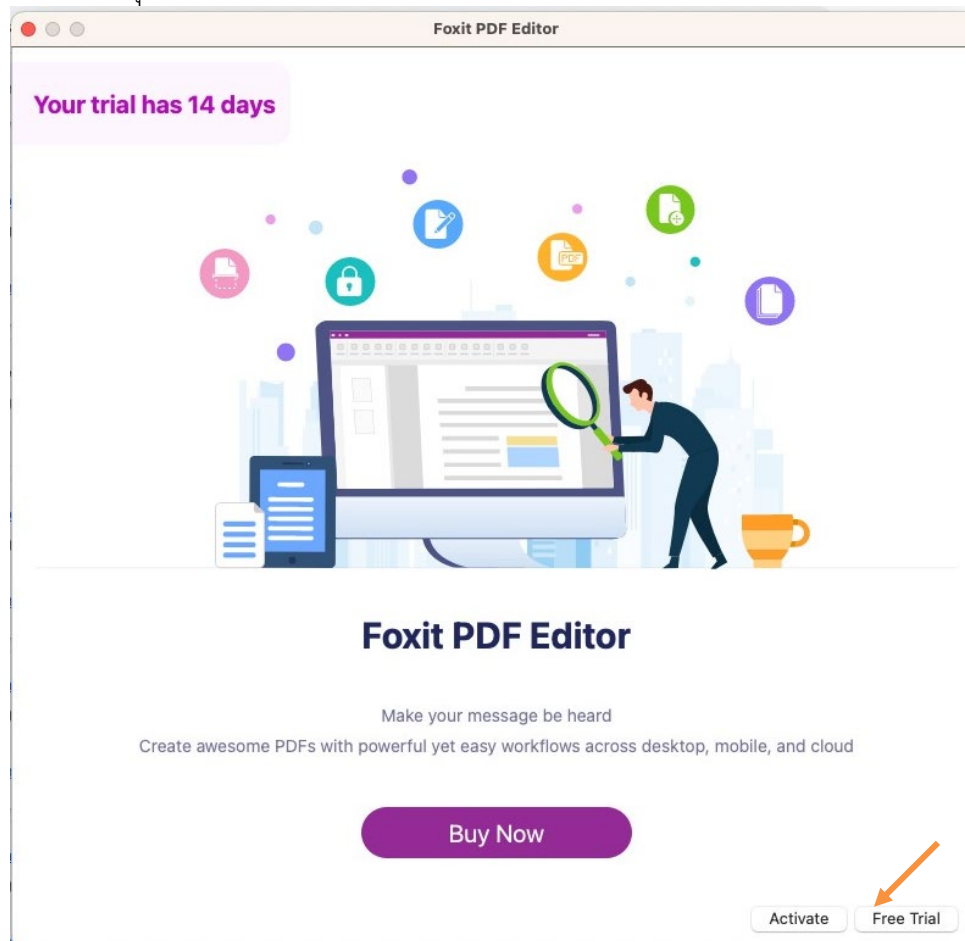 Foxit PDF Editor
Your trial has 14 days
PDF
Foxit PDF Editor
Make your message be heard
Create awesome PDFs with powerful yet easy workflows across desktop, mobile, and cloud
Buy Now
Activate Free Trial